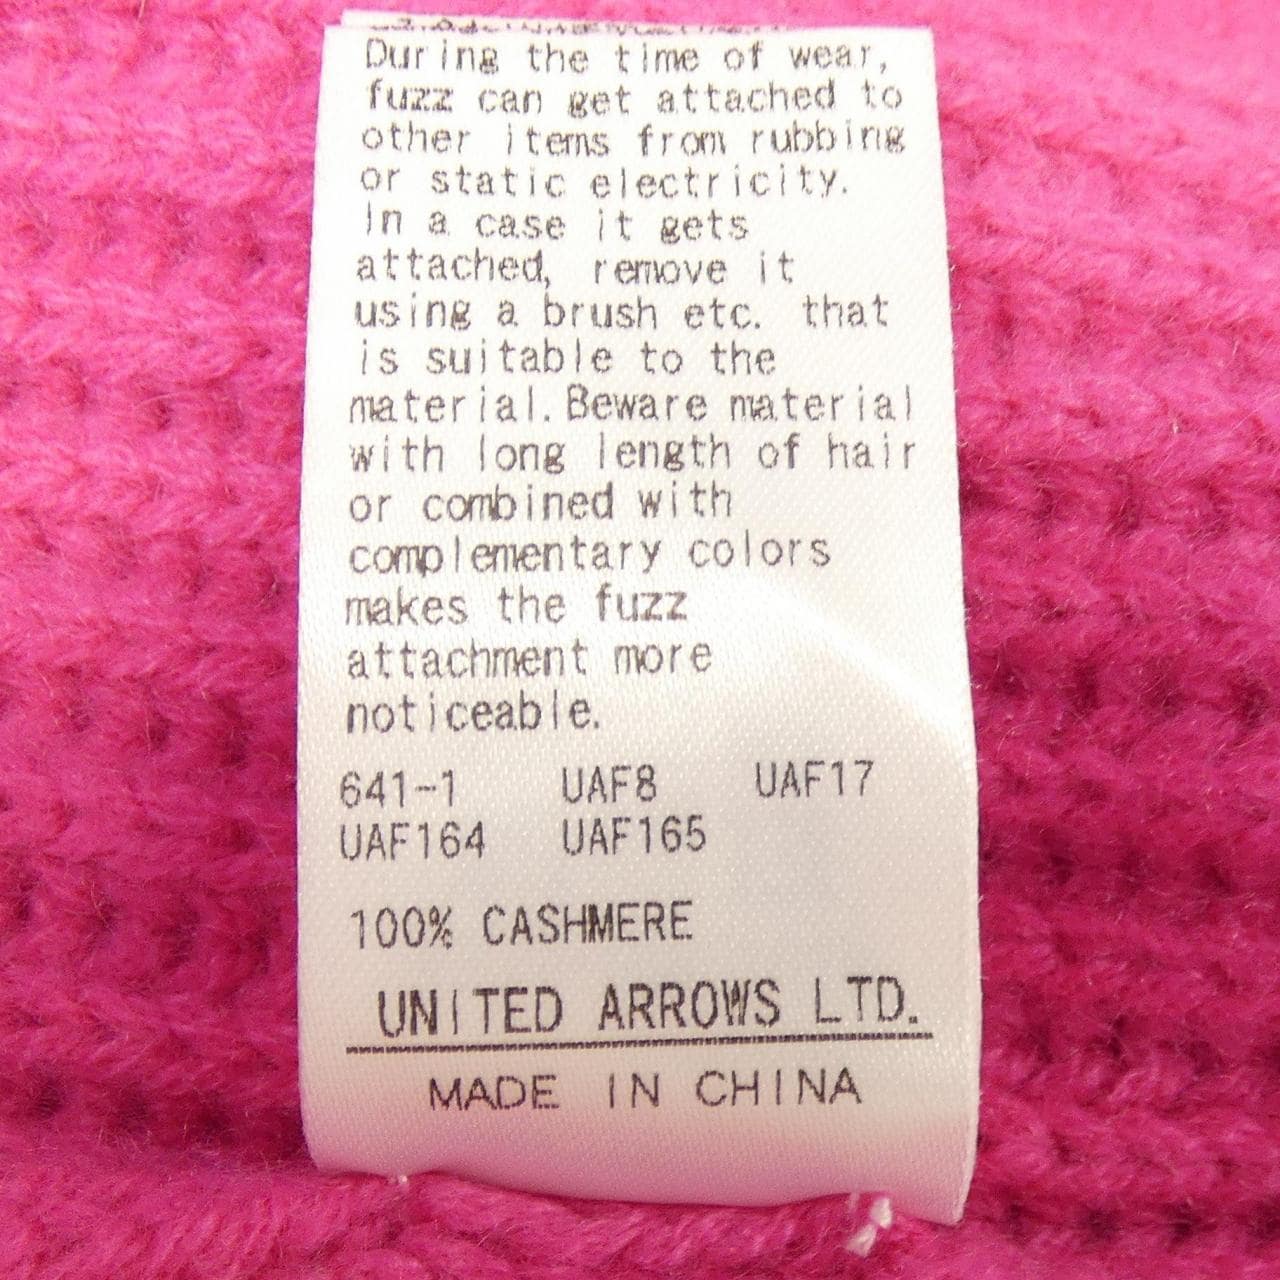 During the time of wear,
fuzz can get attached to
other items from rubbing
or static electricity.
In a case it gets
attached, remove it
using a brush etc. that
is suitable to the
material. Beware material
with long length of hair
or combined with
complementary colors
makes the fuzz
attachment more
noticeable.
641-1 UAF8 UAF17
UAF164 UAF165
100% CASHMERE
UNITED ARROWS LTD.
MADE IN CHINA